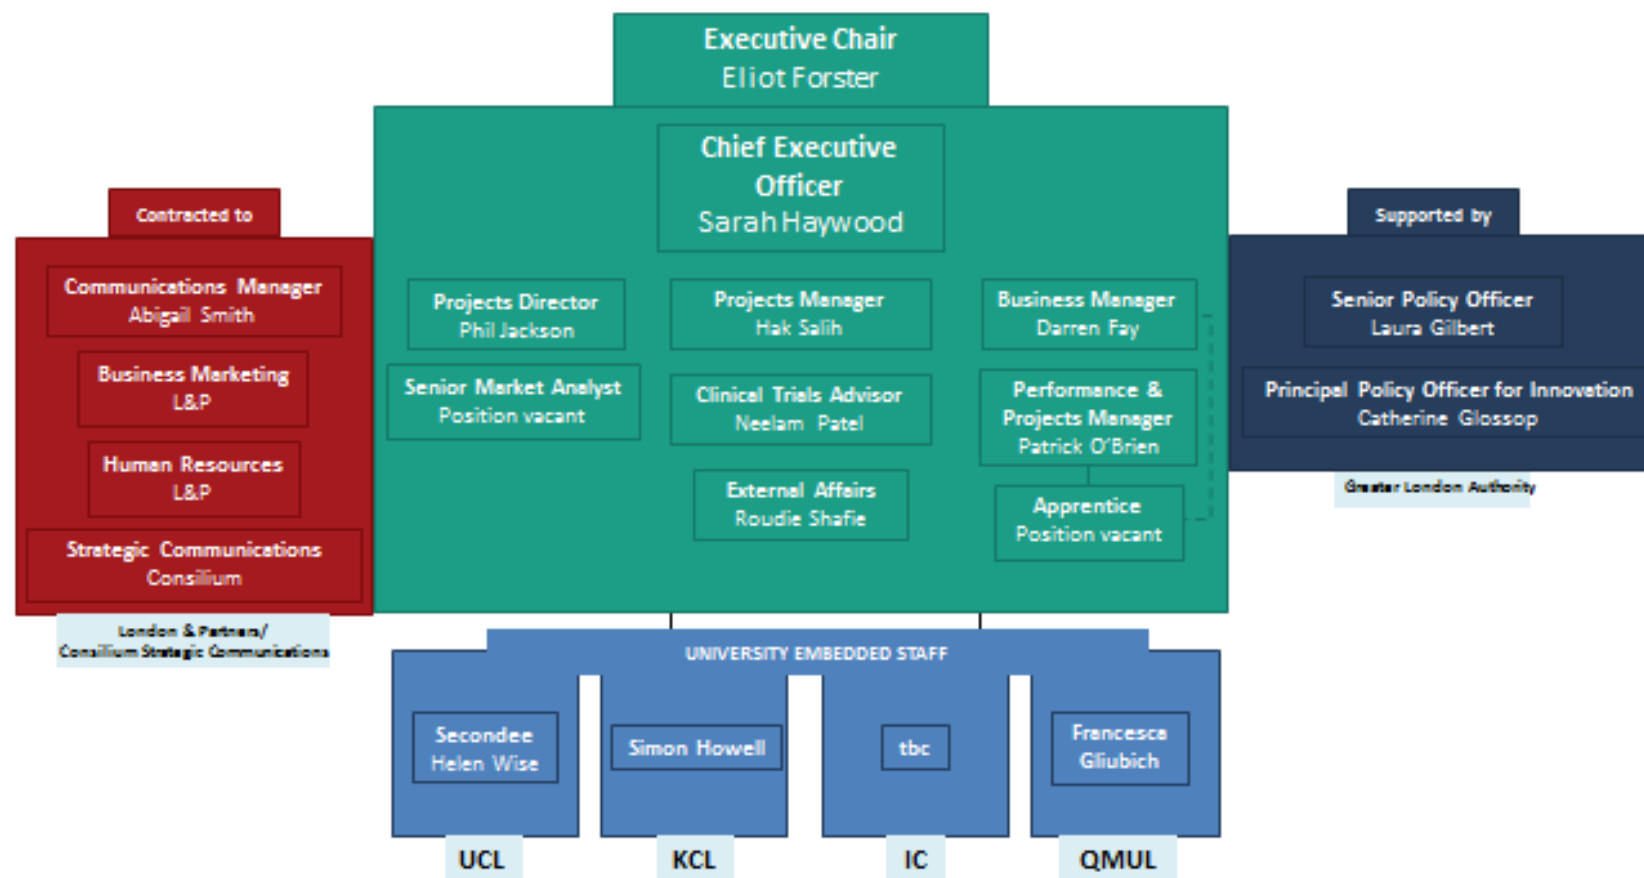 Executive Chair
Eliot Forster
Chief Executive
Officer
Sarah Haywood
Contracted to
Communications Manager
Abigail Smith
Business Marketing
L&P
Human Resources
L&P
Strategic Communications
Consilium
London & Partners/
Consilium Strategic Communications
Projects Director
Phil Jackson
Senior Market Analyst
Position vacant
Projects Manager
Hak Salih
Clinical Trials Advisor
Neelam Patel
External Affairs
Roudie Shafie
Business Manager
Darren Fay
Performance &
Projects Manager
Patrick O'Brien
Apprentice
Position vacant
Supported by
Senior Policy Officer
Laura Gilbert
Principal Policy Officer for Innovation
Catherine Glossop
Greater London Authority
UNIVERSITY EMBEDDED STAFF
Secondee
Helen Wise
UCL
Simon Howell
KCL
tbc
IC
Francesca
Gliubich
QMUL